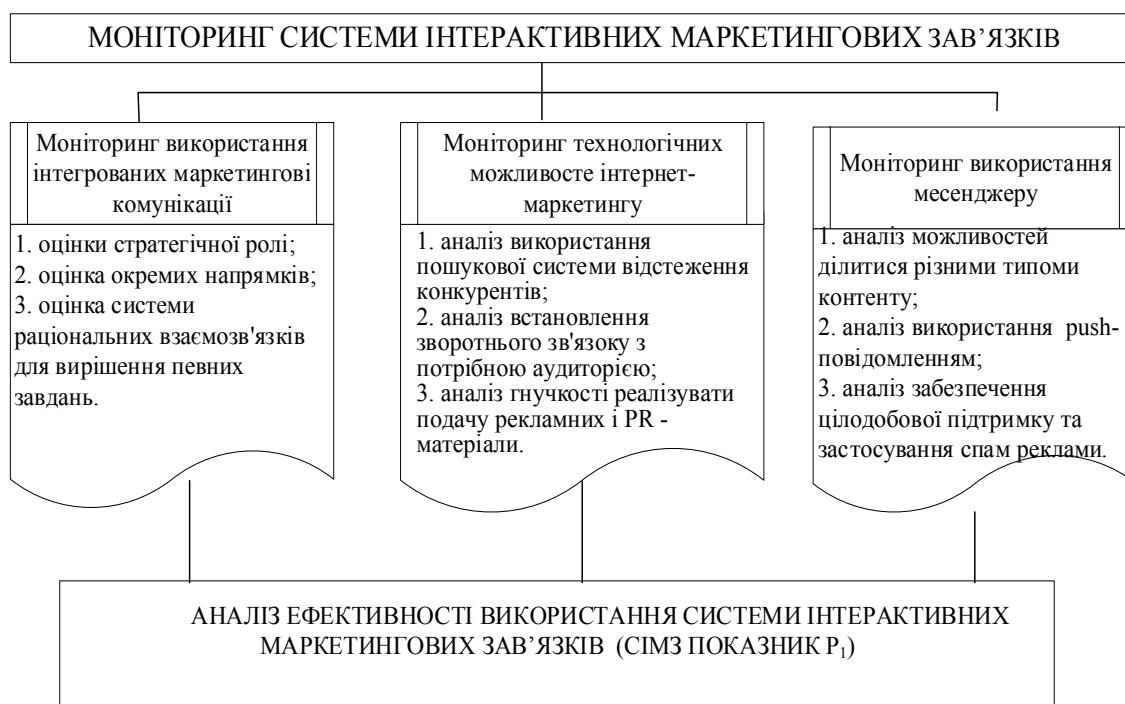 МОНІТОРИНГ СИСТЕМИ ІНТЕРАКТИВНИХ МАРКЕТИНГОВИХ ЗАВ’ЯЗКІВ
Моніторинг використання
інтегрованих маркетингові
комунікації
1. оцінки стратегічної ролі;
2. оцінка окремих напрямків;
3. оцінка системи
раціональних взаємозв'язків
для вирішення певних
завдань.
Моніторинг технологічних
можливосте інтернет-
маркетингу
1. аналіз використання
пошукової системи відстеження
конкурентів;
2. аналіз встановлення
зворотнього зв'язоку з
потрібною аудиторією;
3. аналіз гнучкості реалізувати
подачу рекламних і PR -
матеріали.
Моніторинг використання
месенджеру
1. аналіз можливостей
ділитися різними типоми
контенту;
2. аналіз використання push-
повідомленням;
3. аналіз забезпечення
цілодобової підтримку та
застосування спам реклами.
АНАЛІЗ ЕФЕКТИВНОСТІ ВИКОРИСТАННЯ СИСТЕМИ ІНТЕРАКТИВНИХ
МАРКЕТИНГОВИХ ЗАВ’ЯЗКІВ (СІМЗ ПОКАЗНИК P₁)